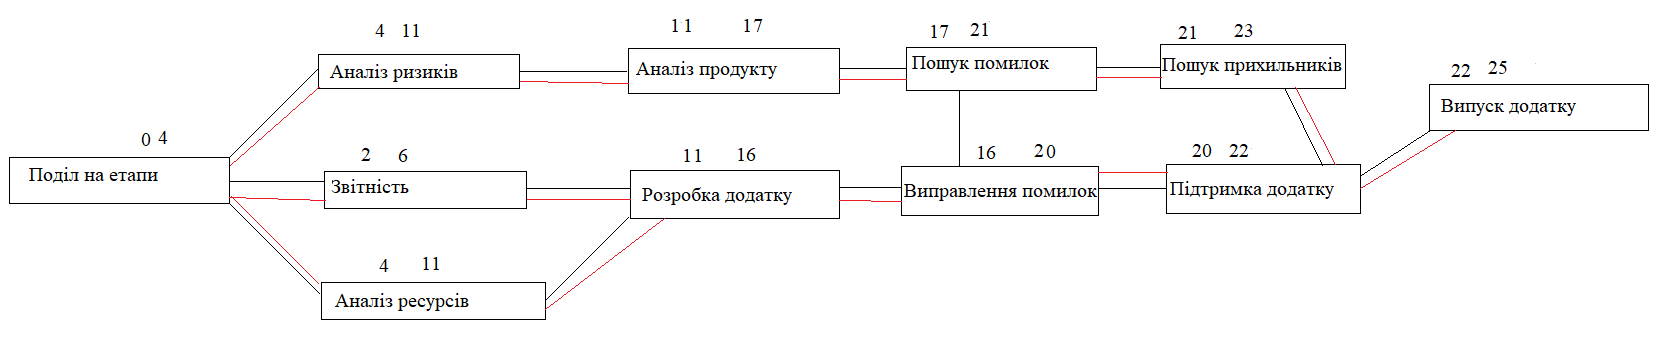 4 11
Аналіз ризиків
11 17
Аналіз продукту
17 21
Пошук помилок
21 23
Пошук прихильників
22 25
Випуск додатку
0 4
Поділ на етапи
2 6
Звітність
11 16
Розробка додатку
16 20
Виправлення помилок
20 22
Підтримка додатку
4 11
Аналіз ресурсів